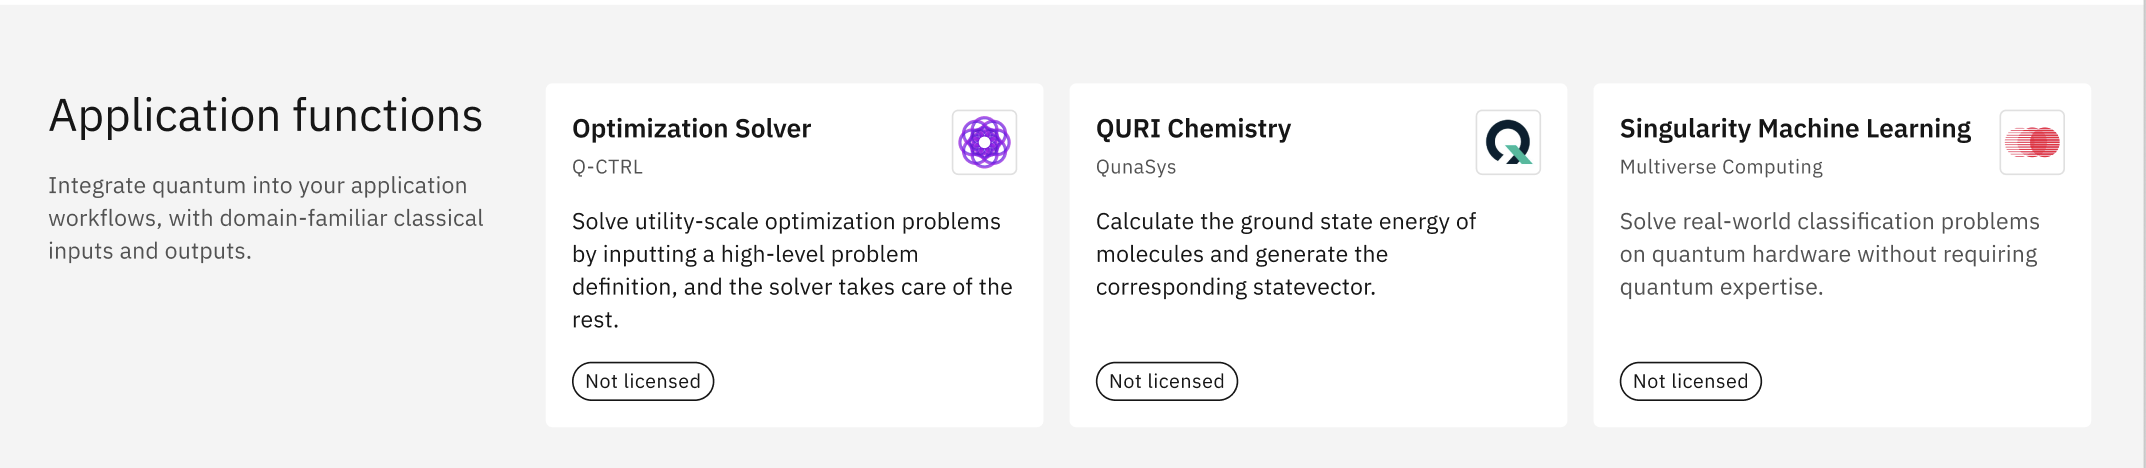 Application functions
Integrate quantum into your application
workflows, with domain-familiar classical
inputs and outputs.
Optimization Solver
Q-CTRL
Solve utility-scale optimization problems
by inputting a high-level problem
definition, and the solver takes care of the
rest.
Not licensed
QURI Chemistry
QunaSys
Calculate the ground state energy of
molecules and generate the
corresponding statevector.
Not licensed
Singularity Machine Learning
Multiverse Computing
Solve real-world classification problems
on quantum hardware without requiring
quantum expertise.
Not licensed